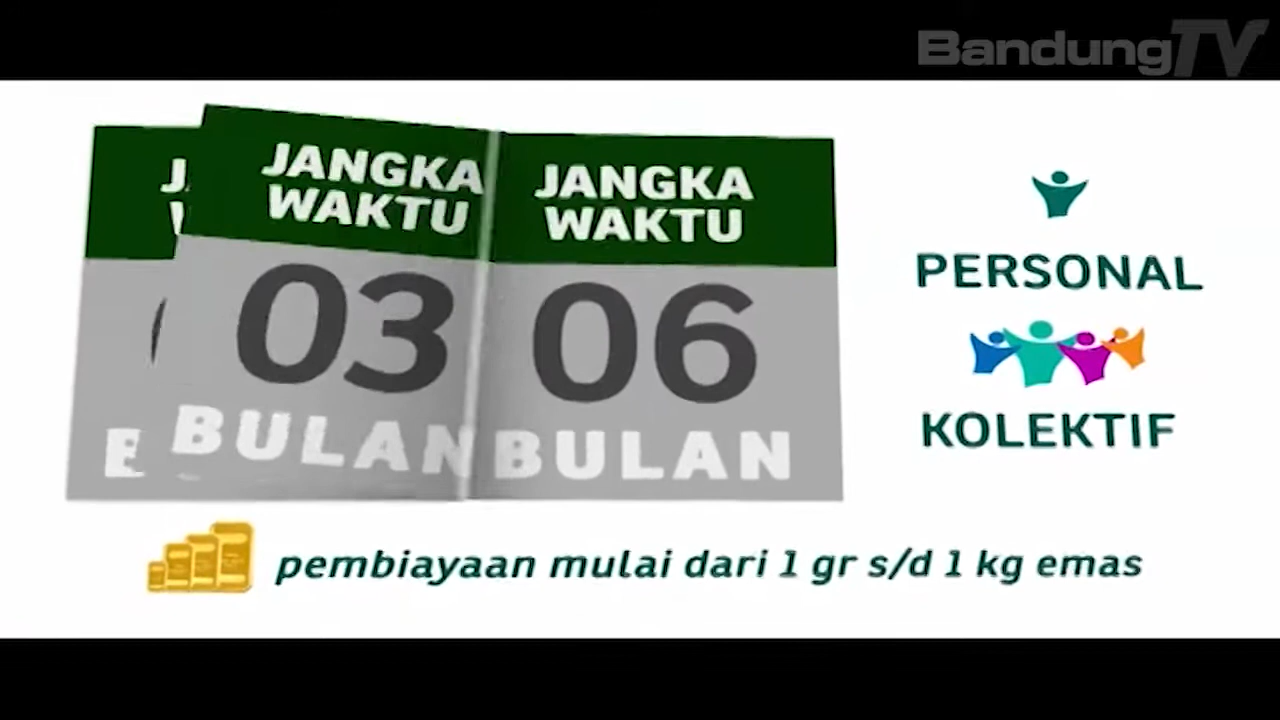 BandungTV
JANGKA
WAKTU
03
BULAN
JANGKA
WAKTU
06
BULAN
PERSONAL
KOLEKTIF
pembiayaan mulai dari 1 gr s/d 1 kg emas